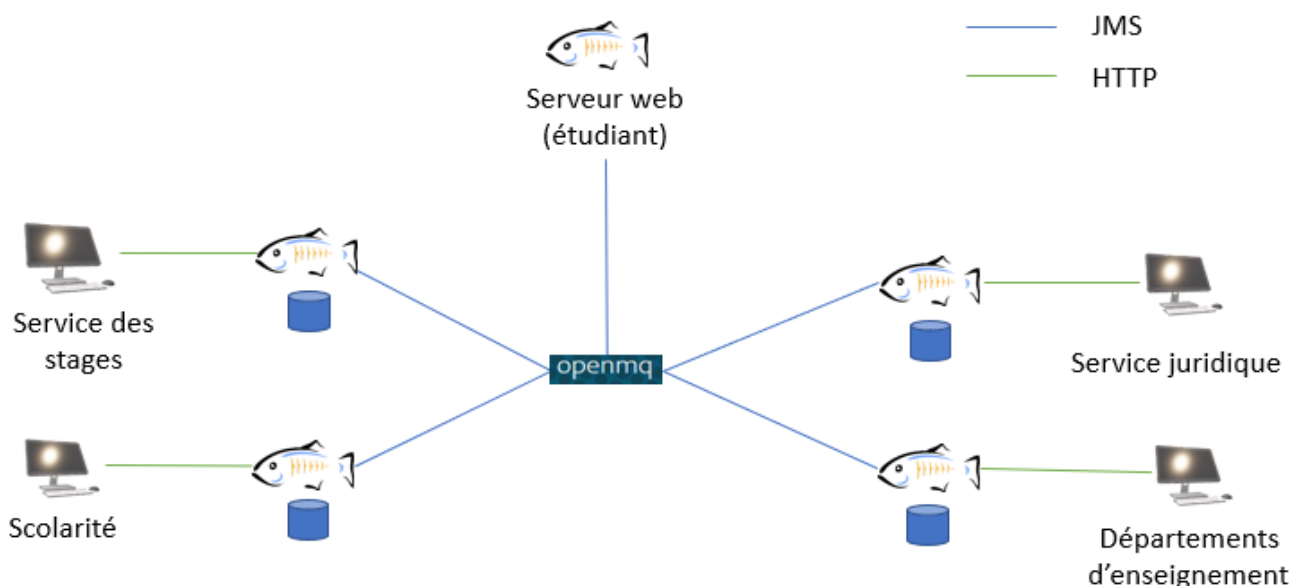 JMS
HTTP
Serveur web
(étudiant)
Service des
stages
openmq
Service juridique
Scolarité
Départements
d'enseignement